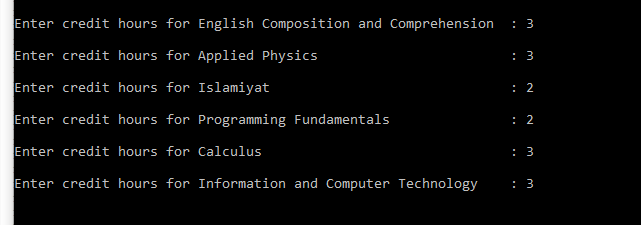 Enter credit hours for English Composition and Comprehension : 3
Enter credit hours for Applied Physics : 3
Enter credit hours for Islamiyat : 2
Enter credit hours for Programming Fundamentals : 2
Enter credit hours for Calculus : 3
Enter credit hours for Information and Computer Technology : 3